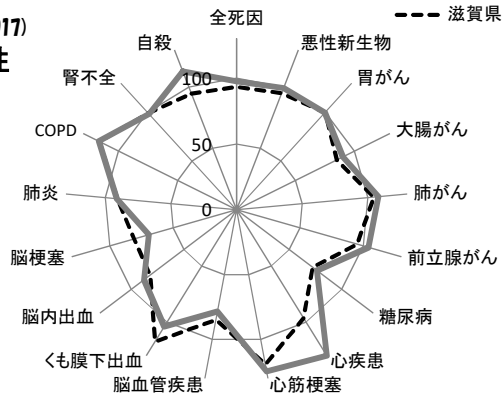 017)
性
滋賀県
全死因
悪性新生物
胃がん
大腸がん
肺がん
前立腺がん
糖尿病
心疾患
心筋梗塞
脳血管疾患
くも膜下出血
脳内出血
脳梗塞
肺炎
COPD
腎不全
自殺
100
50
0